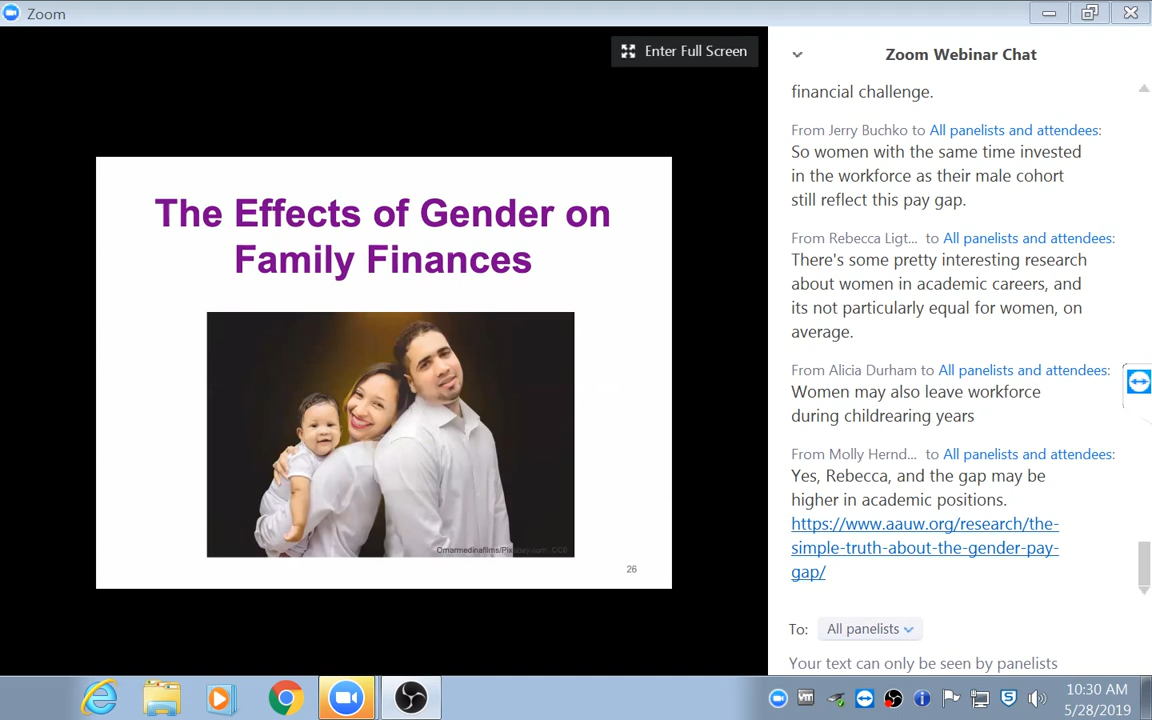 Zoom
Enter Full Screen
The Effects of Gender on
Family Finances
Omarmedinafilms/Pixabay.com CC0
26
Zoom Webinar Chat
financial challenge.
From Jerry Buchko to All panelists and attendees:
So women with the same time invested
in the workforce as their male cohort
still reflect this pay gap.
From Rebecca Ligt... to All panelists and attendees:
There's some pretty interesting research
about women in academic careers, and
its not particularly equal for women, on
average.
From Alicia Durham to All panelists and attendees:
Women may also leave workforce
during childrearing years
From Molly Hernd... to All panelists and attendees:
Yes, Rebecca, and the gap may be
higher in academic positions.
https://www.aauw.org/research/the-
simple-truth-about-the-gender-pay-
gap/
To: All panelists
Your text can only be seen by panelists
10:30 AM
5/28/2019